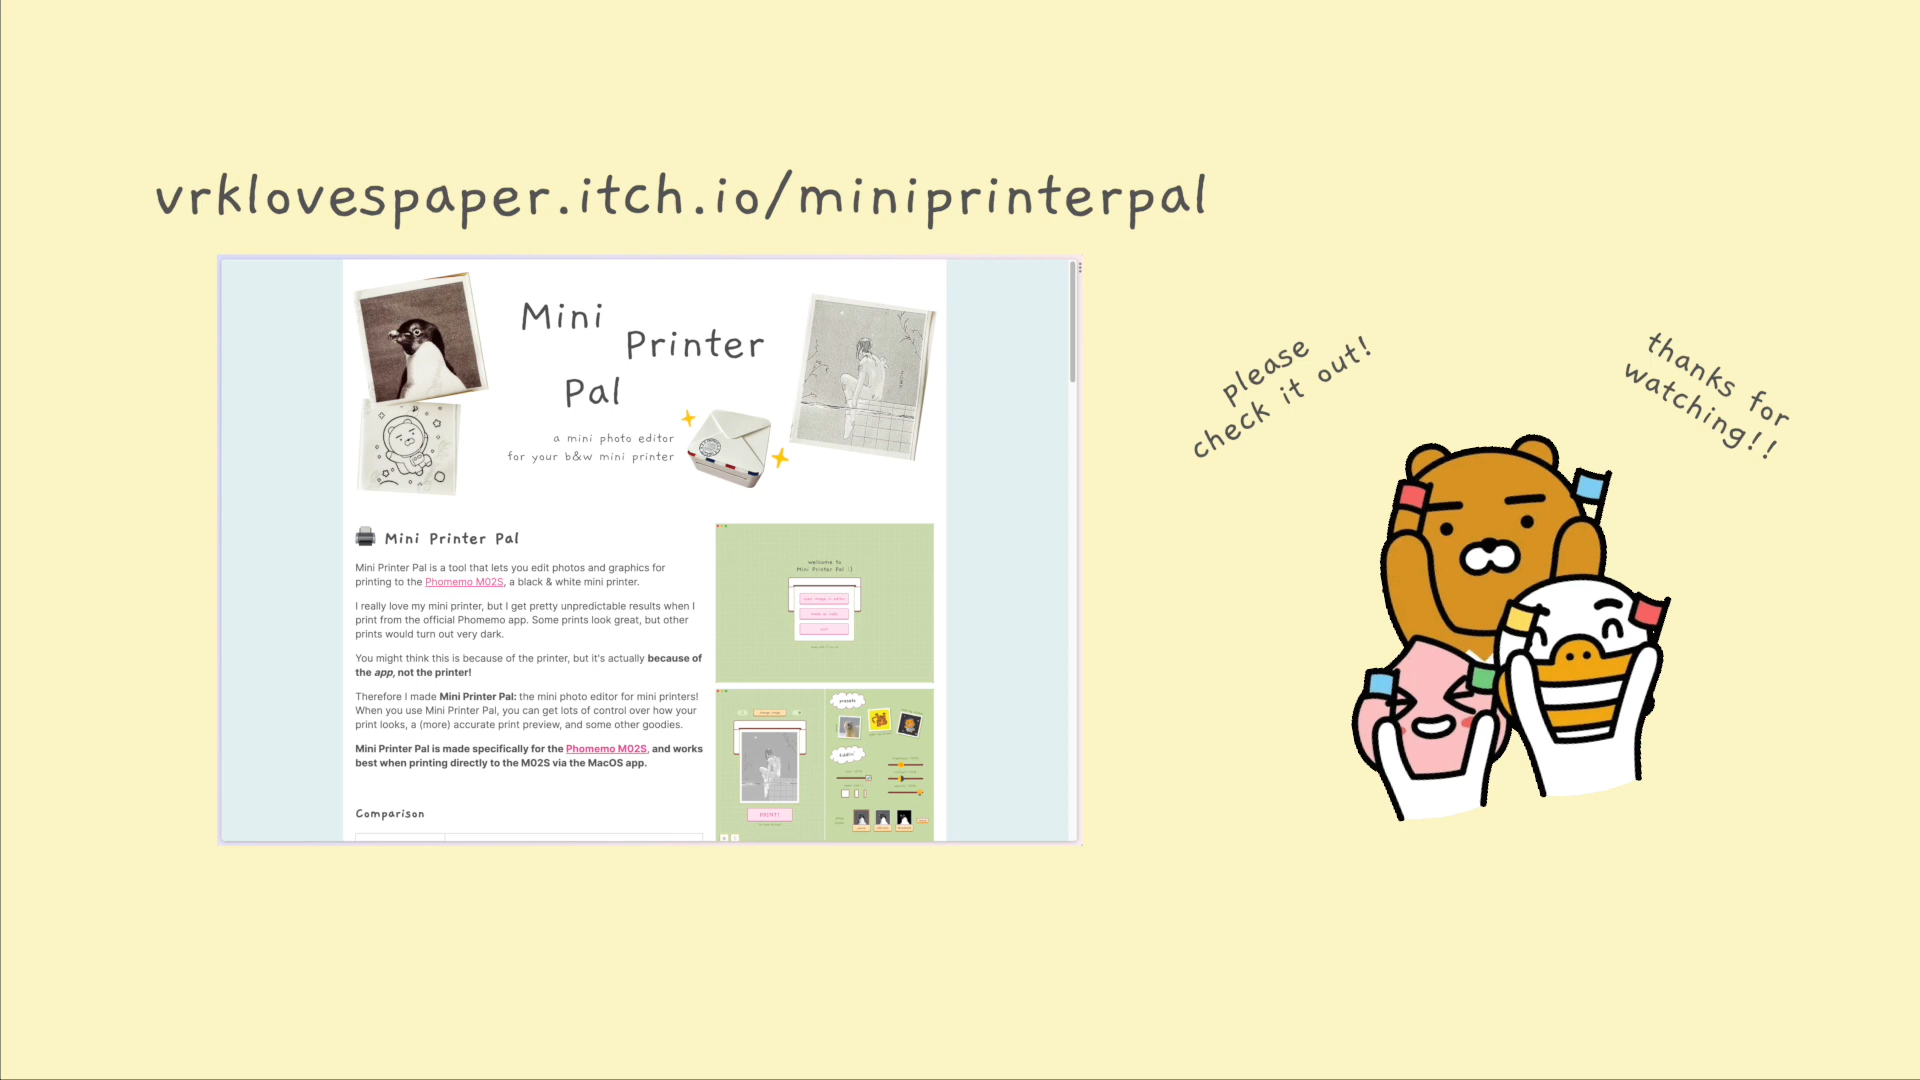 vrklovespaper.itch.io/miniprinterpal
Mini
Printer
Pal
a mini photo editor
for your b&w mini printer
Mini Printer Pal
Mini Printer Pal is a tool that lets you edit photos and graphics for
printing to the Phomemo M02S, a black & white mini printer.
I really love my mini printer, but I get pretty unpredictable results when I
print from the official Phomemo app. Some prints look great, but other
prints would turn out very dark.
You might think this is because of the printer, but it's actually because of
the app, not the printer!
Therefore I made Mini Printer Pal: the mini photo editor for mini printers!
When you use Mini Printer Pal, you can get lots of control over how your
print looks, a (more) accurate print preview, and some other goodies.
Mini Printer Pal is made specifically for the Phomemo M02S, and works
best when printing directly to the M02S via the MacOS app.
Comparison
welcome to
Mini Printer Pal :)
presets
PRINT!
please
check it out!
thanks for
watching!!